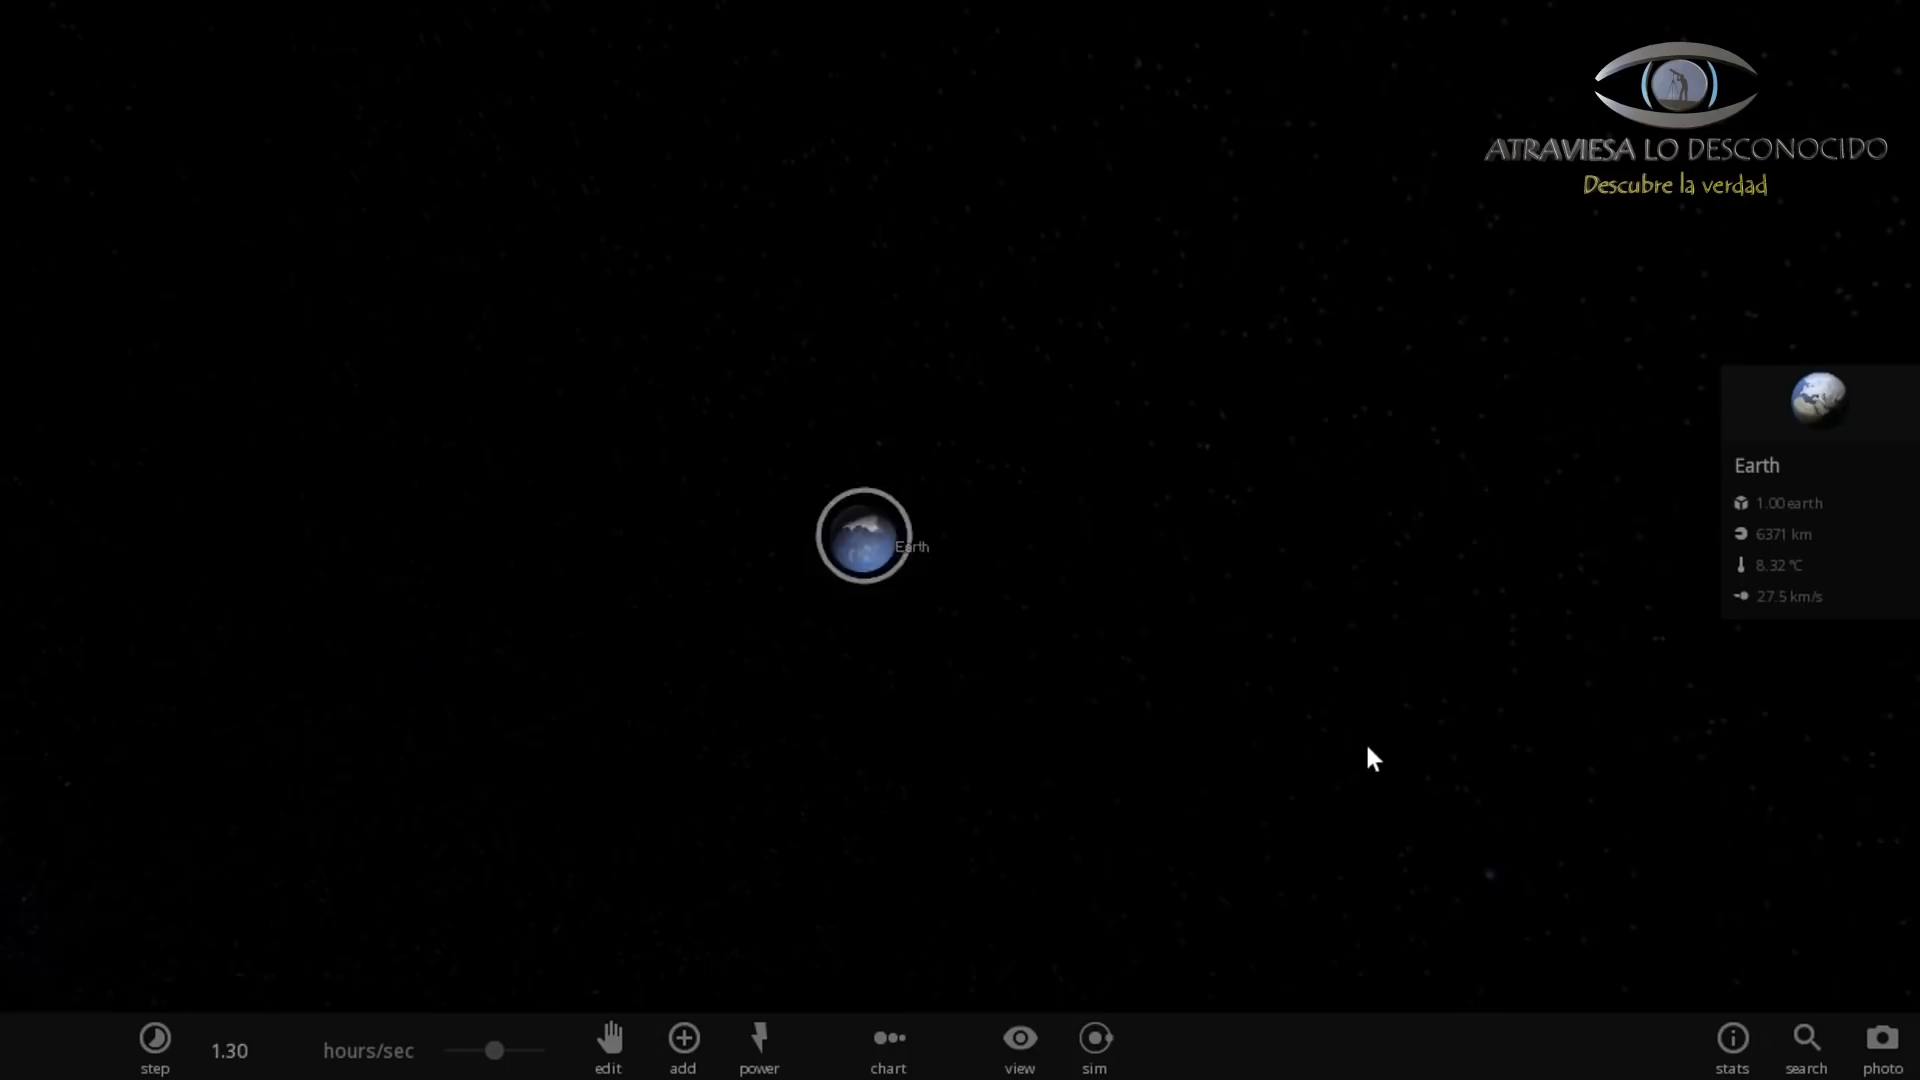 ATRAVIESA LO DESCONOCIDO
Descubre la verdad
Earth
1.00 earth
6371 km
8.32 °C
27.5 km/s
Earth
step
1.30
hours/sec
edit
add
power
chart
view
sim
stats
search
photo